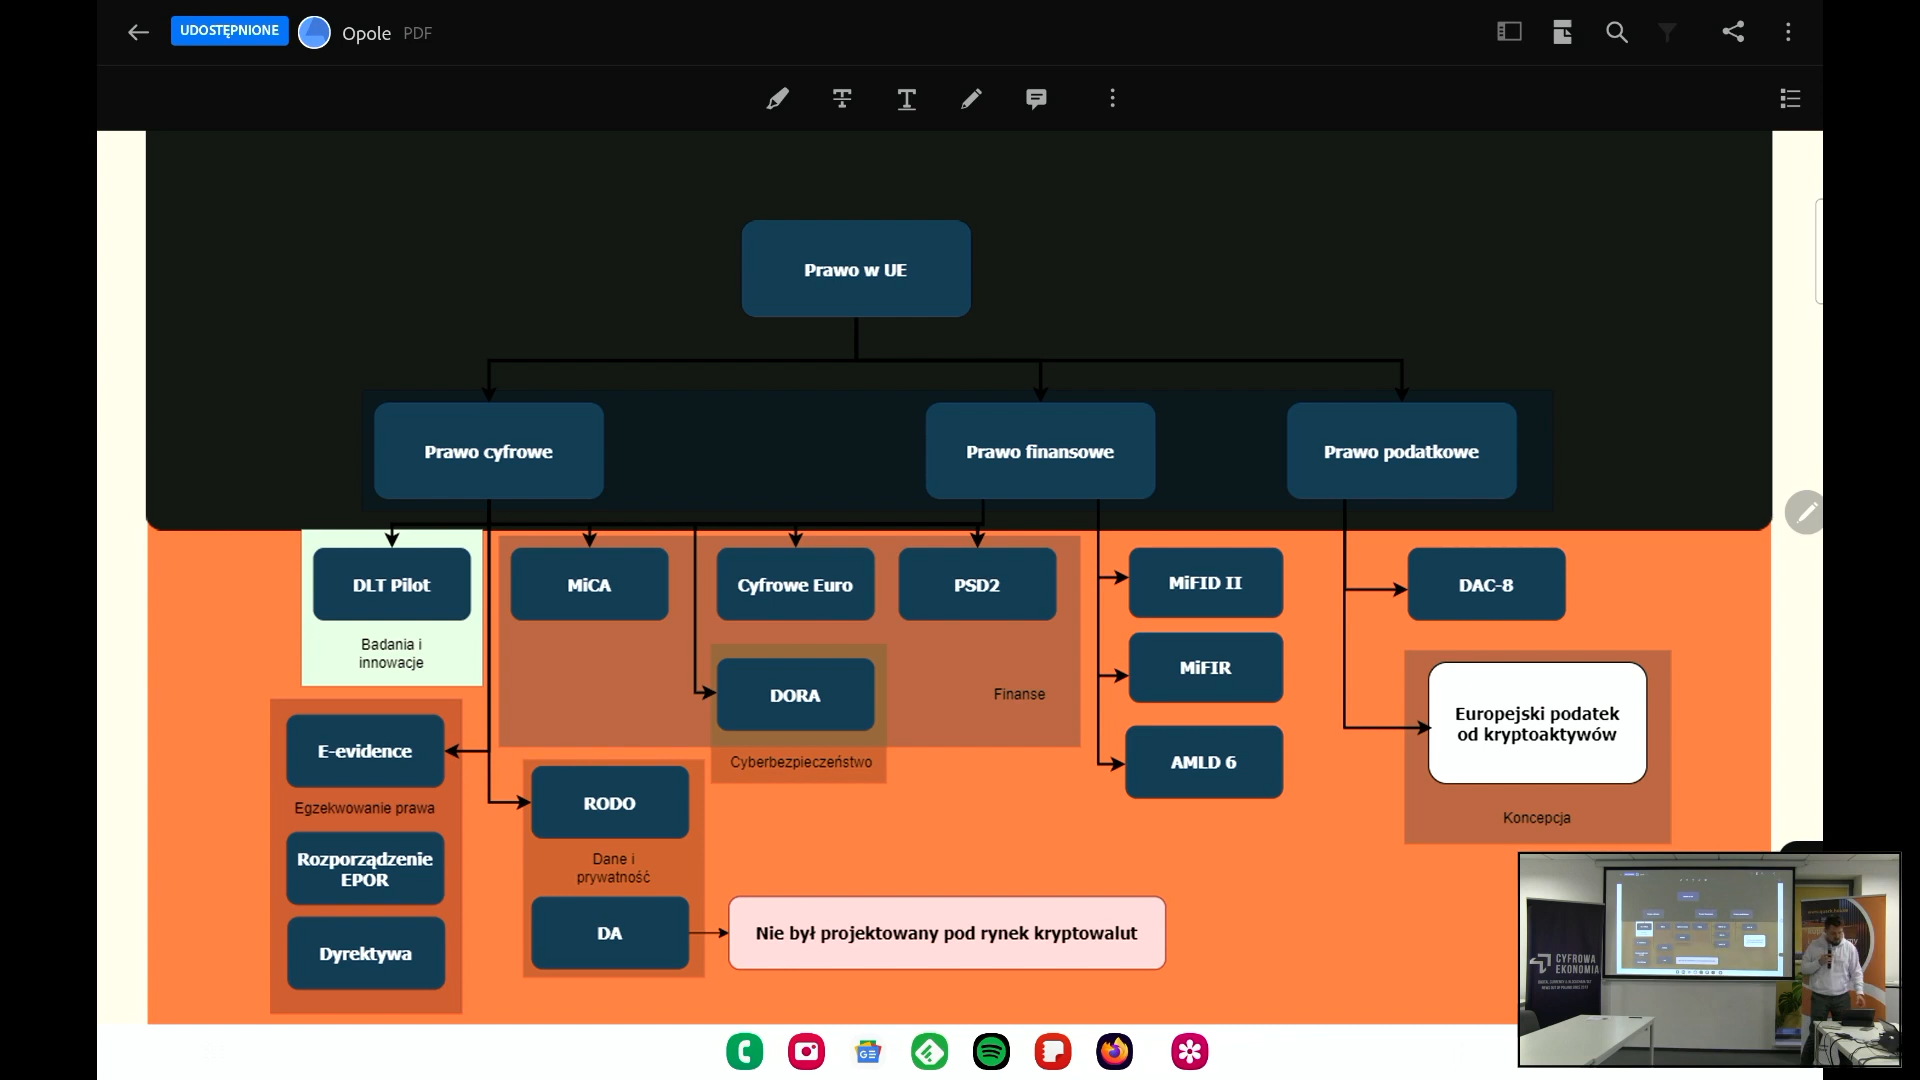 UDOSTĘPNIONE
Opole PDF
Prawo w UE
Prawo cyfrowe
Prawo finansowe
Prawo podatkowe
DLT Pilot
Badania i
innowacje
MiCA
Cyfrowe Euro
PSD2
MiFID II
DAC-8
DORA
Finanse
MiFIR
Cyberbezpieczeństwo
AMLD 6
Europejski podatek
od kryptoaktywów
Koncepcja
E-evidence
Egzekwowanie prawa
Rozporządzenie
EPOR
Dyrektywa
RODO
Dane i
prywatność
DA
Nie był projektowany pod rynek kryptowalut
GE
CYFROWA
EKONOMIA